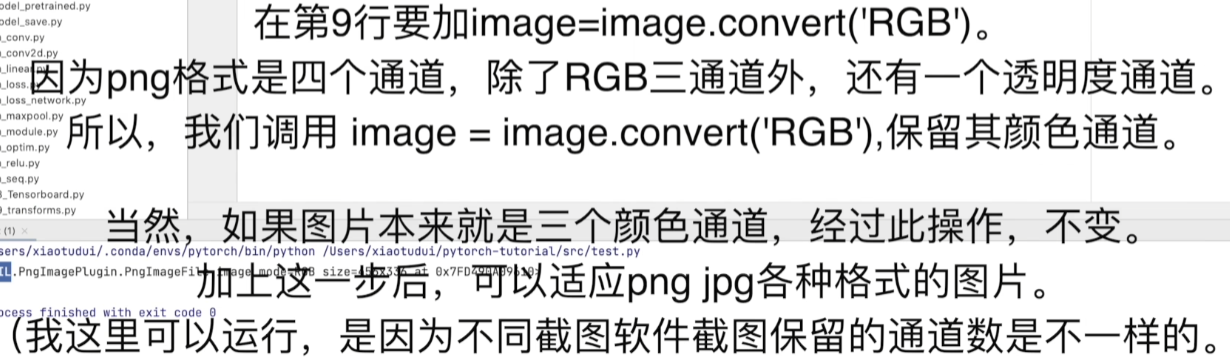 odel_pretrained.py
odel_save.py
_conv.py
_conv2d.py
_loss_network.py
_maxpool.py
_module.py
_optim.py
_relu.py
_seq.py
_Tensorboard.py
_transforms.py
在第9行要加image=image.convert('RGB')。
因为png格式是四个通道，除了RGB三通道外，还有一个透明度通道。
所以，我们调用 image = image.convert('RGB'),保留其颜色通道。
当然，如果图片本来就是三个颜色通道，经过此操作，不变。
(1) ×
sers/xiaotudui/.conda/envs/pytorch/bin/python /Users/xiaotudui/pytorch-tutorial/src/test.py
IL.PngImagePlugin.PngImageFil image mode=RGB
加上这一步后，可以适应png jpg各种格式的图片。
ocess finished with exit code 0
（我这里可以运行，是因为不同截图软件截图保留的通道数是不一样的。